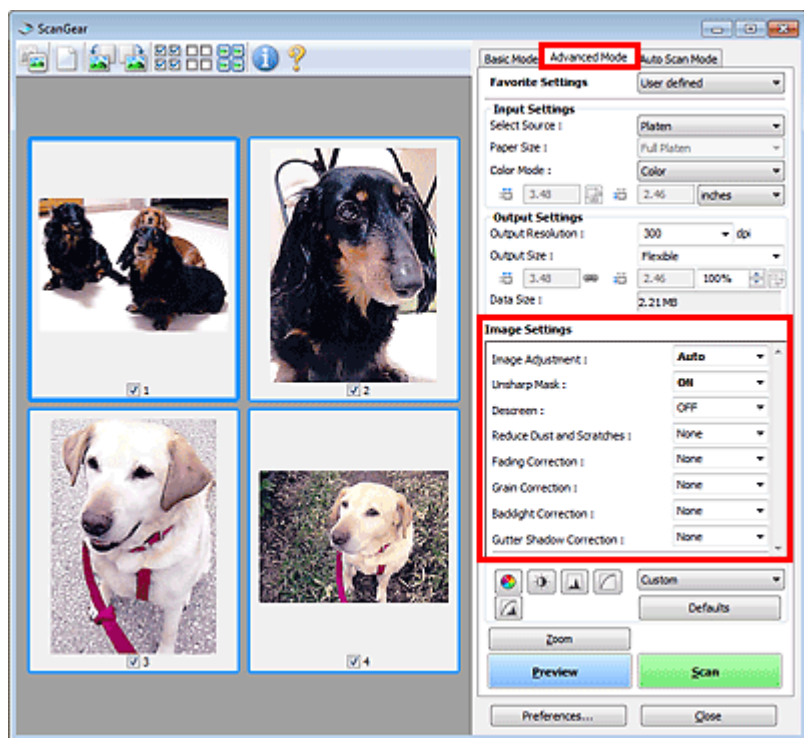 ScanGear
Basic Mode Advanced Mode Auto Scan Mode
Favorite Settings User defined
Input Settings
Select Source : Platen
Paper Size : Full Platen
Color Mode : Color
3.48 2.46 inches
Output Settings
Output Resolution : 300 dpi
Output Size : Flexible
3.48 2.46 100%
Data Size : 2.21 MB
Image Settings
Image Adjustment : Auto
Unsharp Mask : ON
Descreen : OFF
Reduce Dust and Scratches : None
Fading Correction : None
Grain Correction : None
Backlight Correction : None
Gutter Shadow Correction : None
Custom
Defaults
Zoom
Preview Scan
Preferences... Close
1 2
3 4